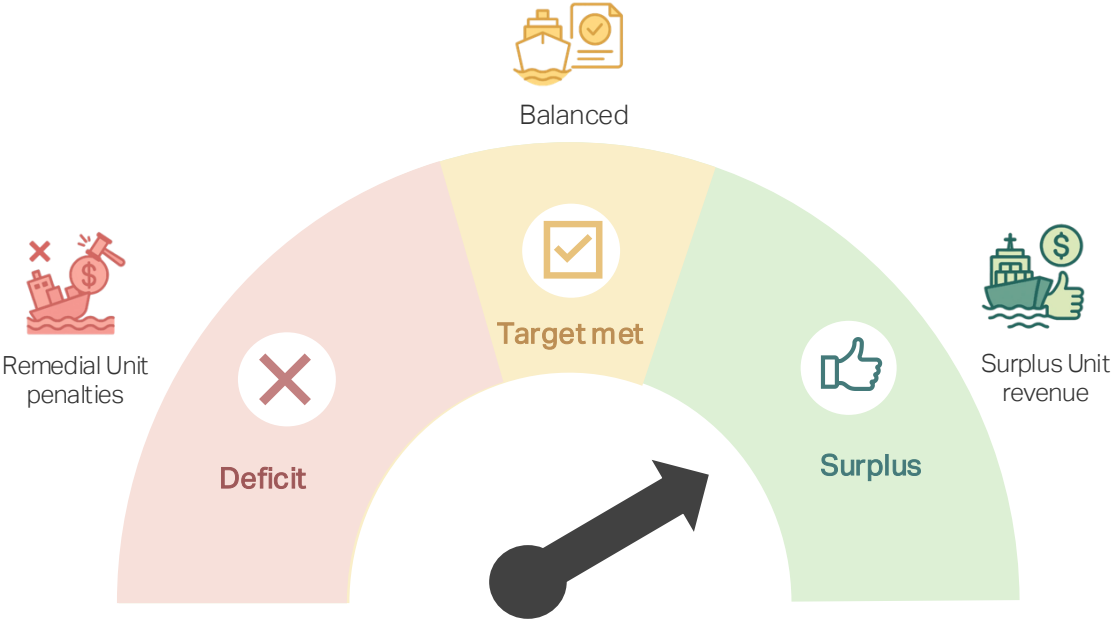 Balanced
Target met
Remedial Unit
penalties
Deficit
Surplus Unit
revenue
Surplus
$
$